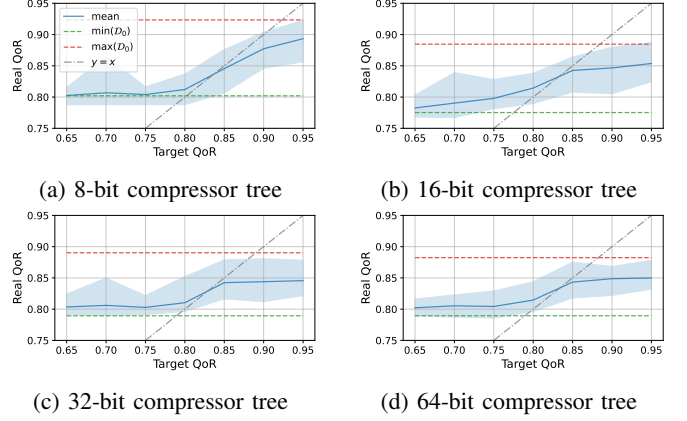 0.95
0.90
0.85
0.80
0.75
Real QoR
mean
min(D₀)
max(D₀)
y = x
0.65 0.70 0.75 0.80 0.85 0.90 0.95
Target QoR
(a) 8-bit compressor tree
0.95
0.90
0.85
0.80
0.75
Real QoR
0.65 0.70 0.75 0.80 0.85 0.90 0.95
Target QoR
(b) 16-bit compressor tree
0.95
0.90
0.85
0.80
0.75
Real QoR
0.65 0.70 0.75 0.80 0.85 0.90 0.95
Target QoR
(c) 32-bit compressor tree
0.95
0.90
0.85
0.80
0.75
Real QoR
0.65 0.70 0.75 0.80 0.85 0.90 0.95
Target QoR
(d) 64-bit compressor tree